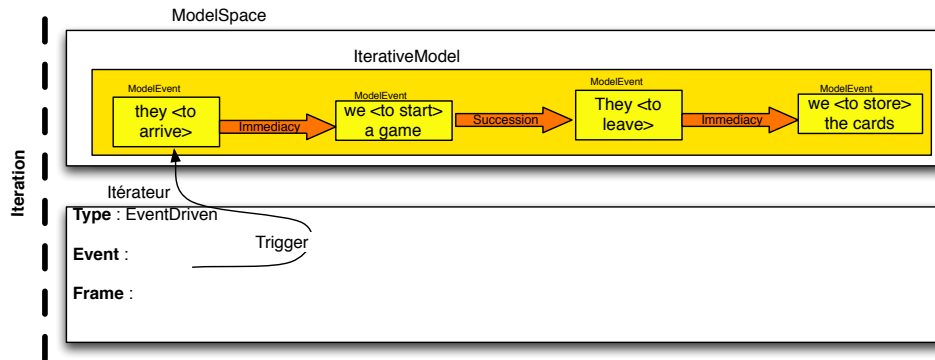 ModelSpace
IterativeModel
ModelEvent
they <to
arrive>
Immediacy
ModelEvent
we <to start>
a game
Succession
ModelEvent
They <to
leave>
Immediacy
ModelEvent
we <to store>
the cards
Iteration
Itérateur
Type : EventDriven
Trigger
Event :
Frame :